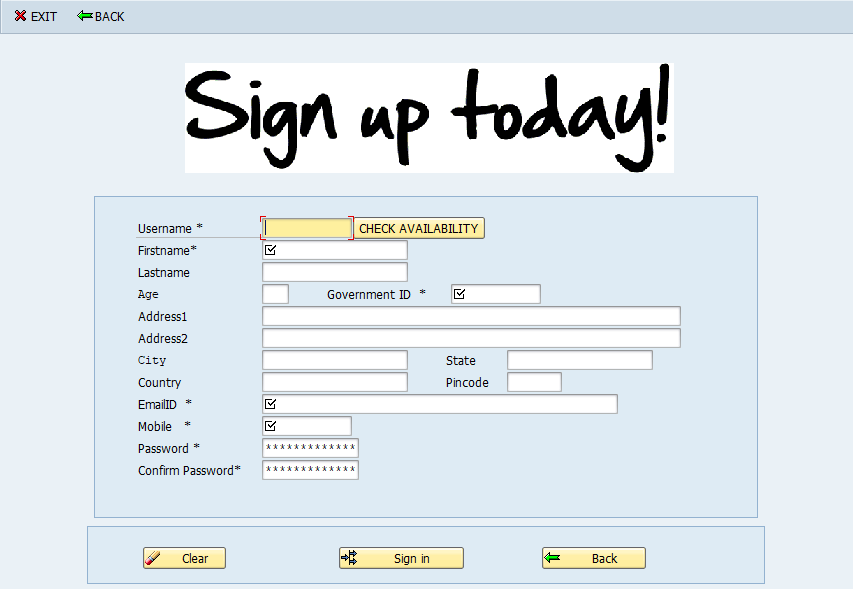 EXIT BACK
Sign up today!
Username * CHECK AVAILABILITY
Firstname*
Lastname
Age Government ID *
Address1
Address2
City State
Country Pincode
EmailID *
Mobile *
Password * *************
Confirm Password* *************
Clear Sign in Back